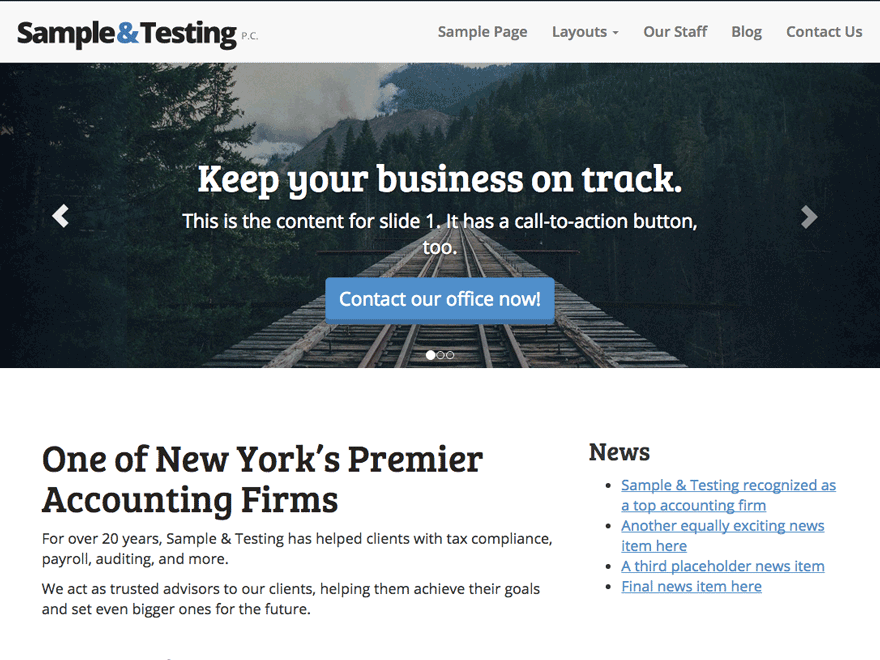 Sample&Testing P.C.
Sample Page Layouts Our Staff Blog Contact Us
Keep your business on track.
This is the content for slide 1. It has a call-to-action button,
too.
Contact our office now!
One of New York’s Premier
Accounting Firms
For over 20 years, Sample & Testing has helped clients with tax compliance,
payroll, auditing, and more.
We act as trusted advisors to our clients, helping them achieve their goals
and set even bigger ones for the future.
News
Sample & Testing recognized as
a top accounting firm
Another equally exciting news
item here
A third placeholder news item
Final news item here